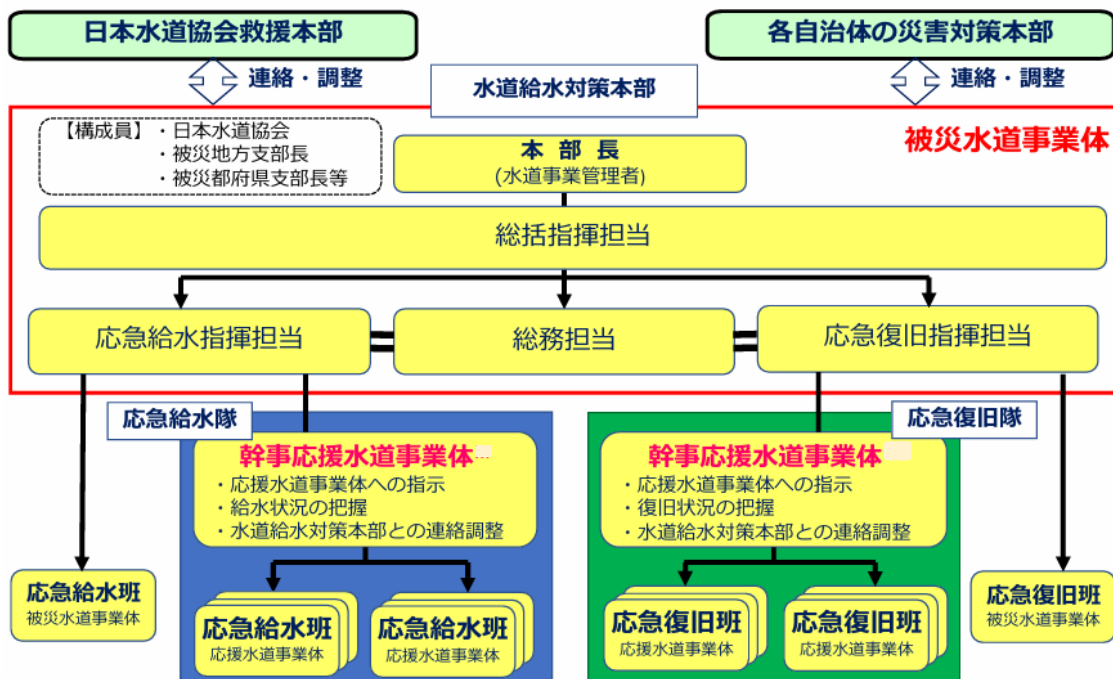 日本水道協会救援本部
各自治体の災害対策本部
連絡・調整
水道給水対策本部
連絡・調整
【構成員】・日本水道協会
・被災地方支部長
・被災都府県支部長等
本 部 長
(水道事業管理者)
被災水道事業体
総括指揮担当
応急給水指揮担当
総務担当
応急復旧指揮担当
応急給水隊
応急復旧隊
幹事応援水道事業体
・応援水道事業体への指示
・給水状況の把握
・水道給水対策本部との連絡調整
幹事応援水道事業体
・応援水道事業体への指示
・復旧状況の把握
・水道給水対策本部との連絡調整
応急給水班
被災水道事業体
応急給水班
応援水道事業体
応急給水班
応援水道事業体
応急復旧班
応援水道事業体
応急復旧班
応援水道事業体
応急復旧班
被災水道事業体